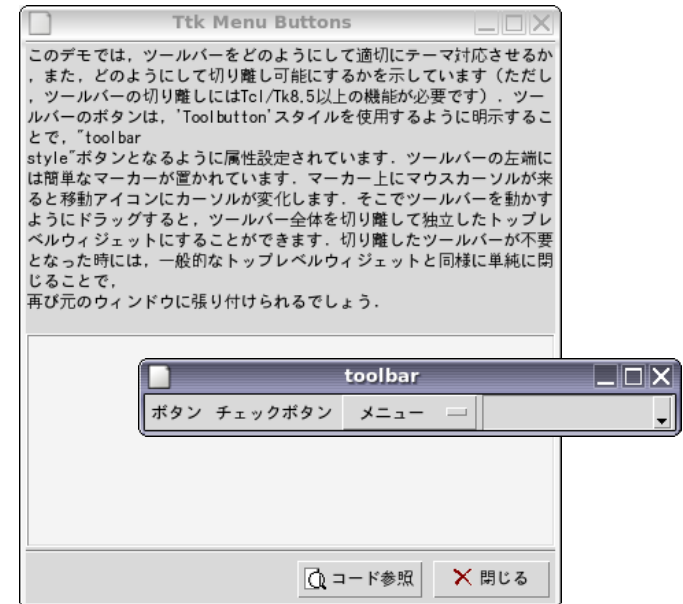 Ttk Menu Buttons
このデモでは，ツールバーをどのようにして適切にテーマ対応させるか
，また，どのようにして切り離し可能にするかを示しています（ただし
，ツールバーの切り離しにはTcl/Tk8.5以上の機能が必要です）．ツー
ルバーのボタンは，'Toolbutton'スタイルを使用するように明示するこ
とで，"toolbar
style"ボタンとなるように属性設定されています．ツールバーの左端に
は簡単なマーカーが置かれています．マーカー上にマウスカーソルが来
ると移動アイコンにカーソルが変化します．そこでツールバーを動かす
ようにドラッグすると，ツールバー全体を切り離して独立したトップレ
ベルウィジェットにすることができます．切り離したツールバーが不要
となった時には，一般的なトップレベルウィジェットと同様に単純に閉
じることで，
再び元のウィンドウに張り付けられるでしょう．
toolbar
ボタン チェックボタン メニュー
コード参照 閉じる